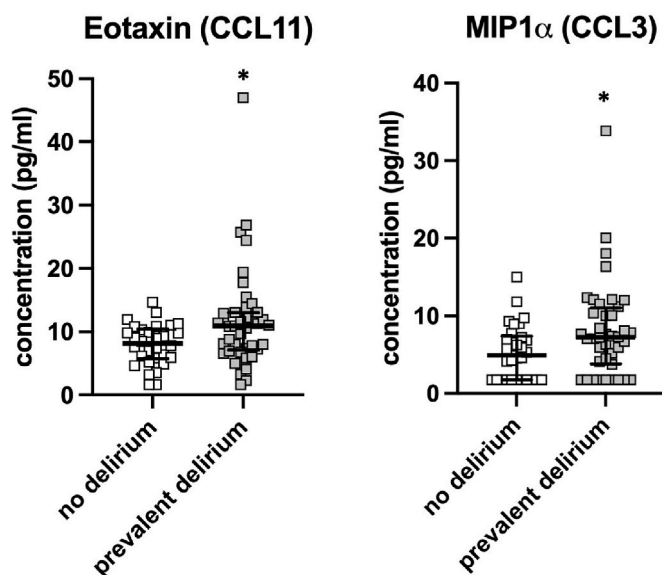 Eotaxin (CCL11)
*
concentration (pg/ml)
50
40
30
20
10
0
no delirium
prevalent delirium
MIP1α (CCL3)
*
concentration (pg/ml)
40
30
20
10
0
no delirium
prevalent delirium